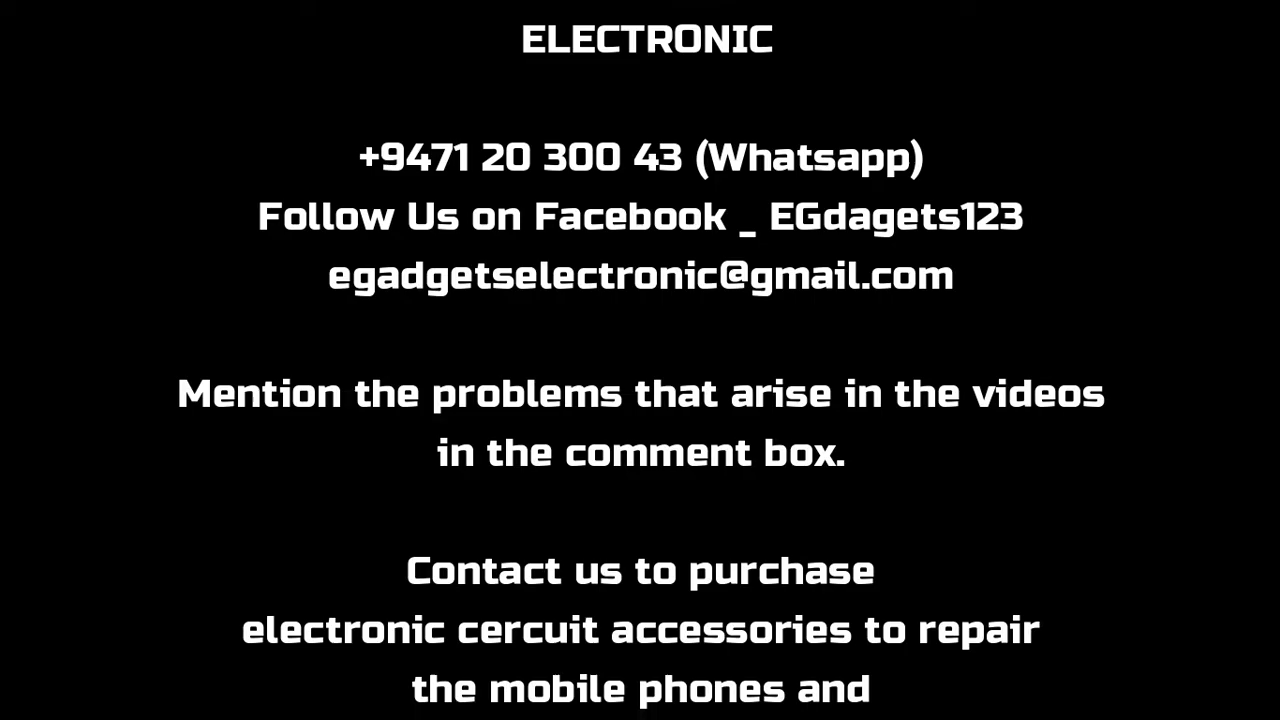 ELECTRONIC
+9471 20 300 43 (Whatsapp)
Follow Us on Facebook _ EGdagets123
egadgetselectronic@gmail.com
Mention the problems that arise in the videos
in the comment box.
Contact us to purchase
electronic cercuit accessories to repair
the mobile phones and